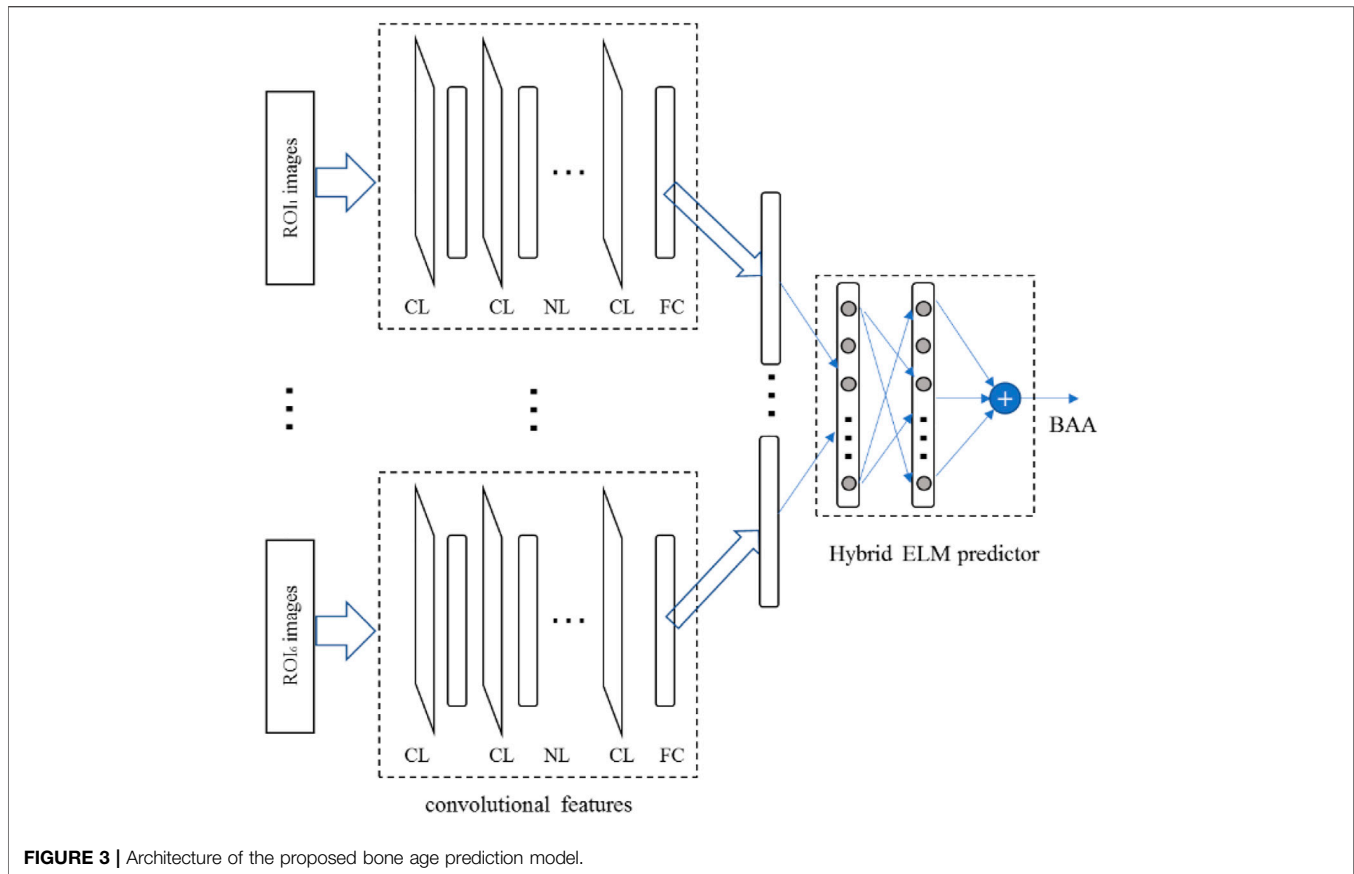 ROI₁ images
CL CL NL CL FC
BAA
Hybrid ELM predictor
ROI₆ images
CL CL NL CL FC
convolutional features
FIGURE 3 | Architecture of the proposed bone age prediction model.